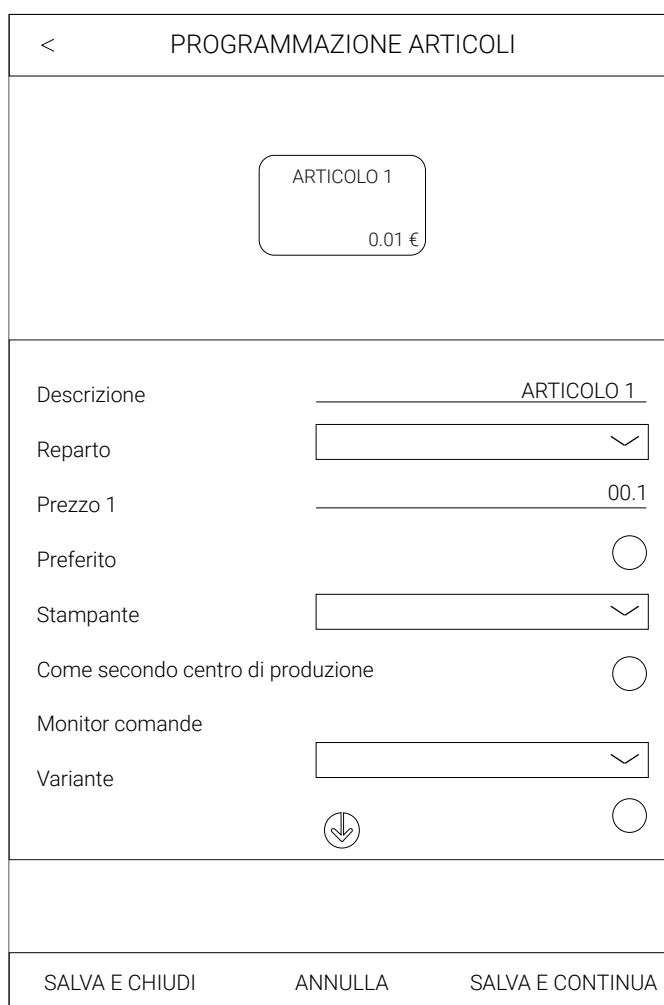 < PROGRAMMAZIONE ARTICOLI
ARTICOLO 1
0.01 €
Descrizione ARTICOLO 1
Reparto
Prezzo 1 00.1
Preferito
Stampante
Come secondo centro di produzione
Monitor comande
Variante
SALVA E CHIUDI ANNULLA SALVA E CONTINUA